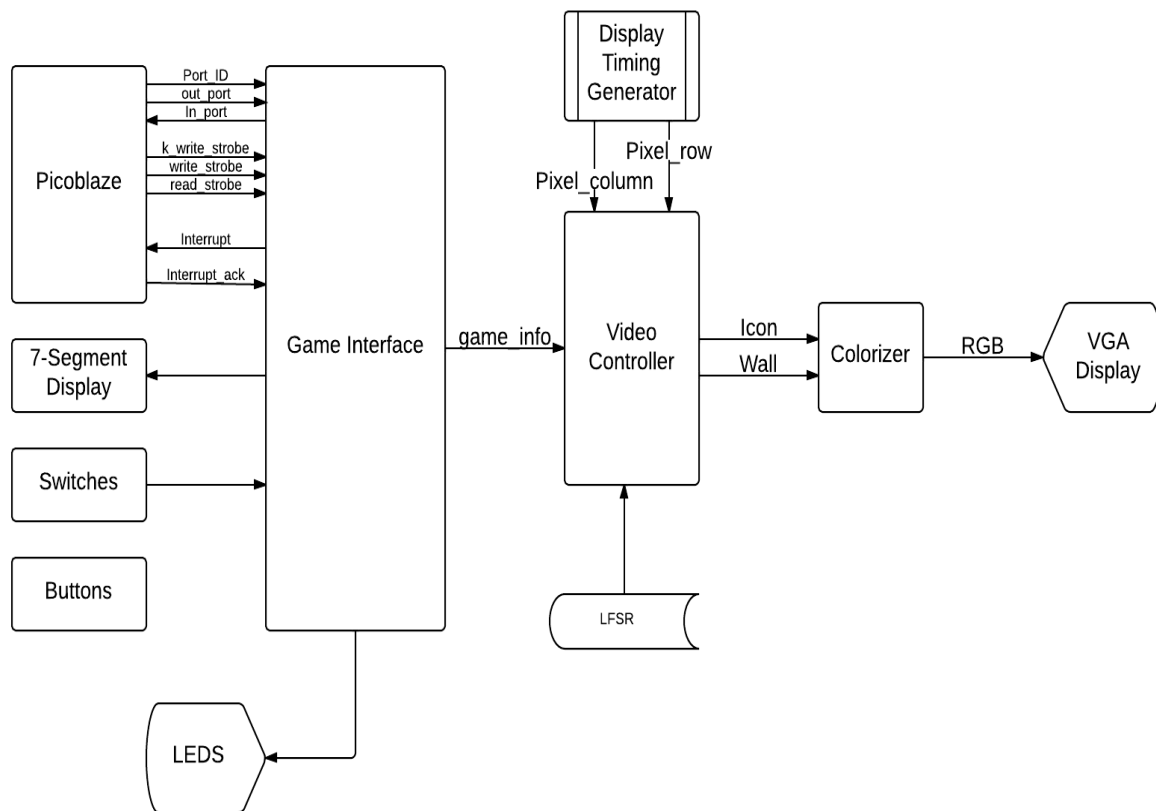 Display
Timing
Generator
Port_ID
out_port
In_port
k_write_strobe
write_strobe
read_strobe
Picoblaze
Pixel_row
Pixel_column
Interrupt
Interrupt_ack
7-Segment
Display
Game Interface
game_info
Video
Controller
Icon
Wall
Colorizer
RGB
VGA
Display
Switches
Buttons
LFSR
LEDS